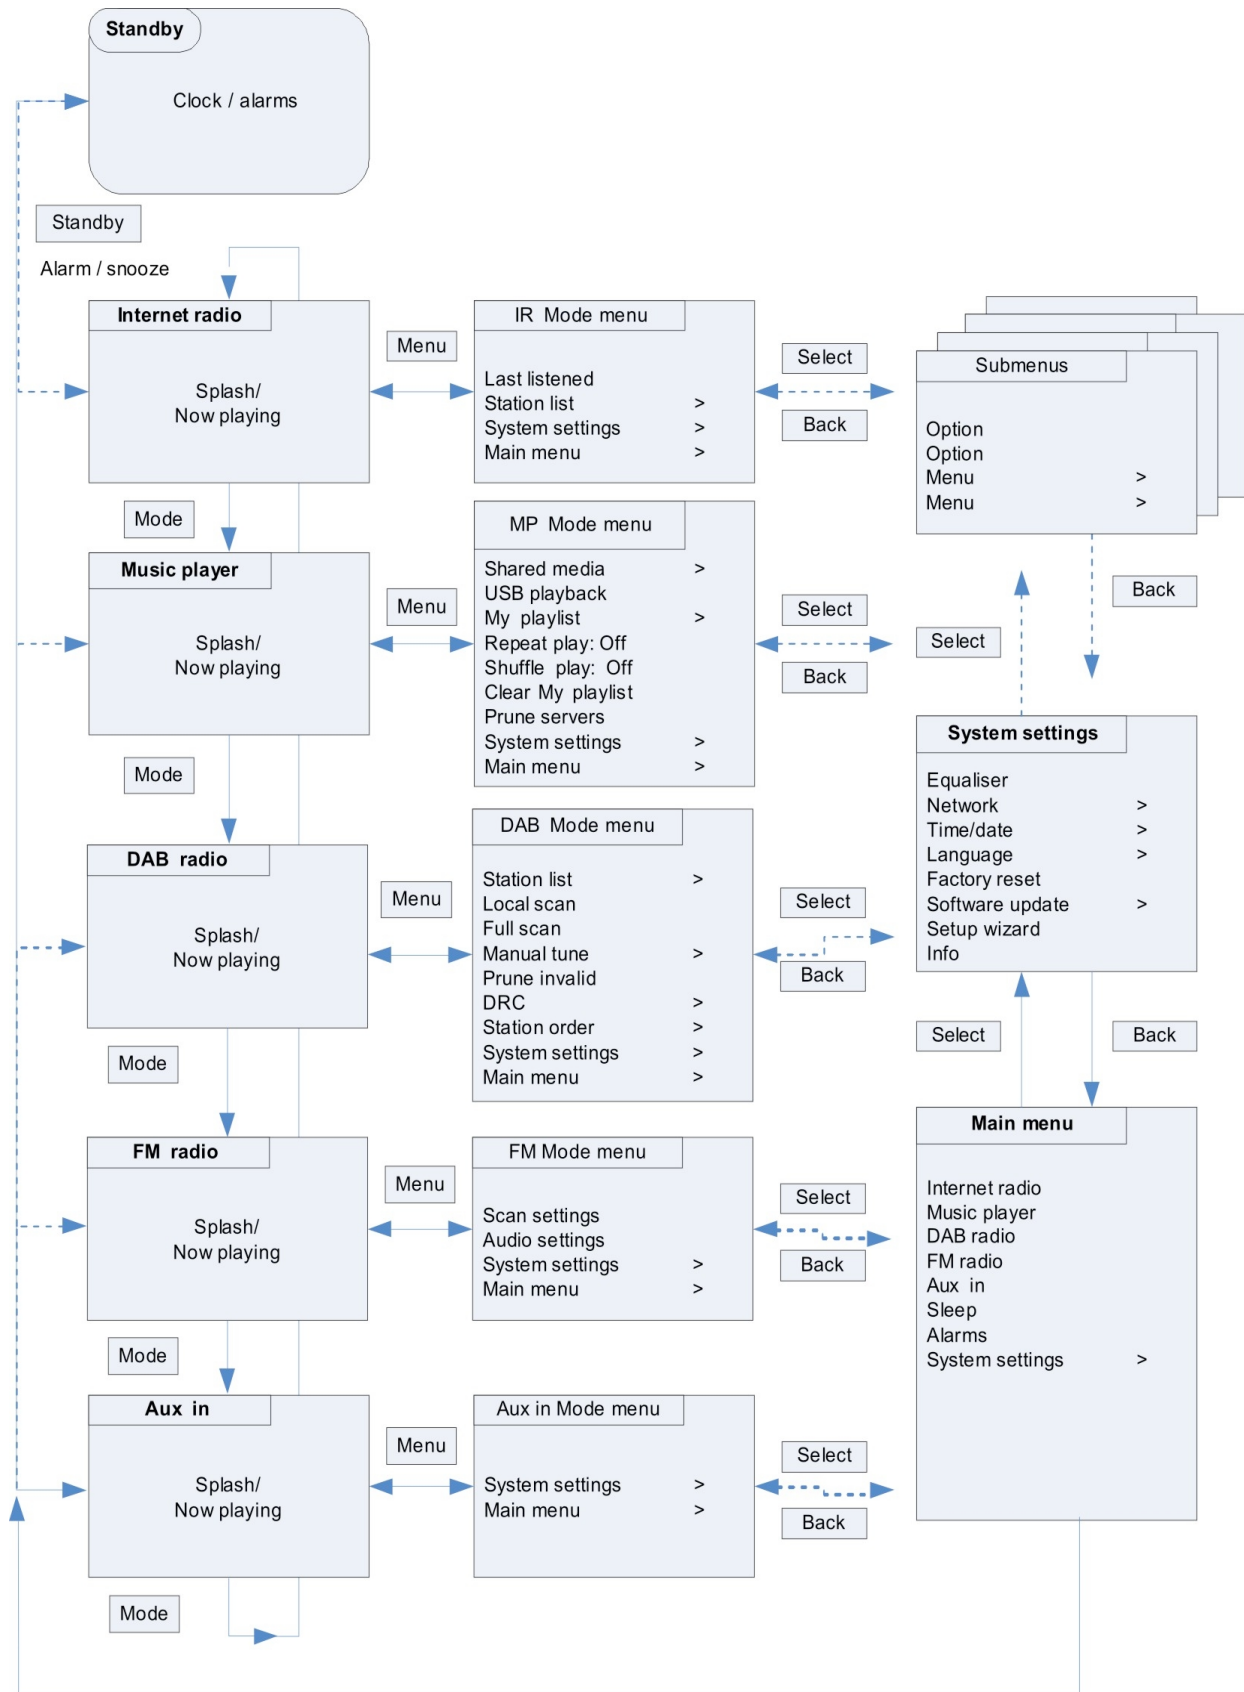 Standby
Clock / alarms
Standby
Alarm / snooze
Internet radio
Splash/
Now playing
Menu
IR Mode menu
Last listened
Station list >
System settings >
Main menu >
Select
Back
Submenus
Option
Option
Menu >
Menu >
Mode
Music player
Splash/
Now playing
Menu
MP Mode menu
Shared media >
USB playback
My playlist >
Repeat play: Off
Shuffle play: Off
Clear My playlist
Prune servers
System settings >
Main menu >
Select
Back
Select
Back
System settings
Equaliser
Network >
Time/date >
Language >
Factory reset
Software update >
Setup wizard
Info
Mode
DAB radio
Splash/
Now playing
Menu
DAB Mode menu
Station list >
Local scan
Full scan
Manual tune >
Prune invalid
DRC >
Station order >
System settings >
Main menu >
Select
Back
Select
Back
Mode
FM radio
Splash/
Now playing
Menu
FM Mode menu
Scan settings
Audio settings
System settings >
Main menu >
Select
Back
Main menu
Internet radio
Music player
DAB radio
FM radio
Aux in
Sleep
Alarms
System settings >
Mode
Aux in
Splash/
Now playing
Menu
Aux in Mode menu
System settings >
Main menu >
Select
Back
Mode